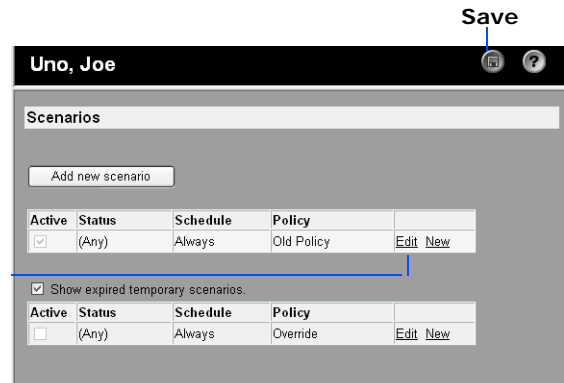 Save
Uno, Joe
?
Scenarios
Add new scenario
Active Status Schedule Policy
(Any) Always Old Policy Edit New
Show expired temporary scenarios.
Active Status Schedule Policy
(Any) Always Override Edit New